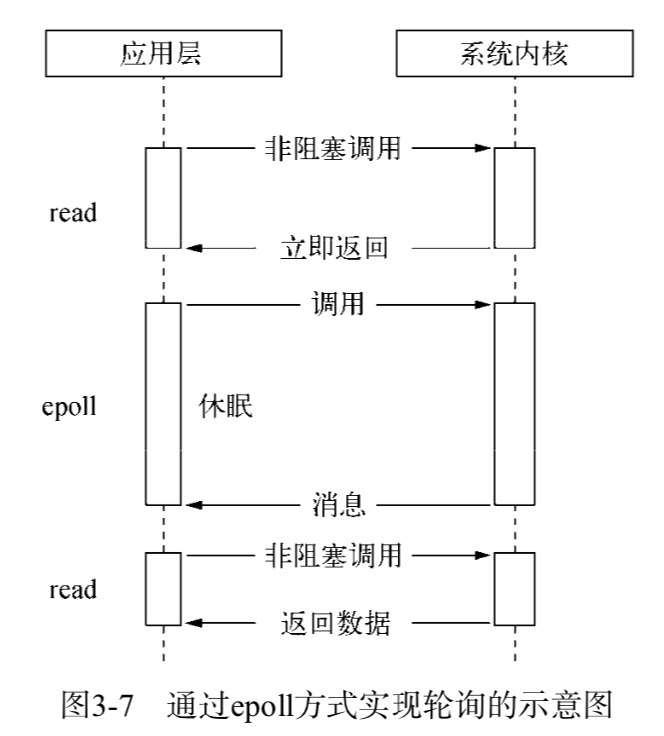 应用层 系统内核
非阻塞调用
read
立即返回
调用
epoll 休眠
消息
非阻塞调用
read
返回数据
图3-7 通过epoll方式实现轮询的示意图